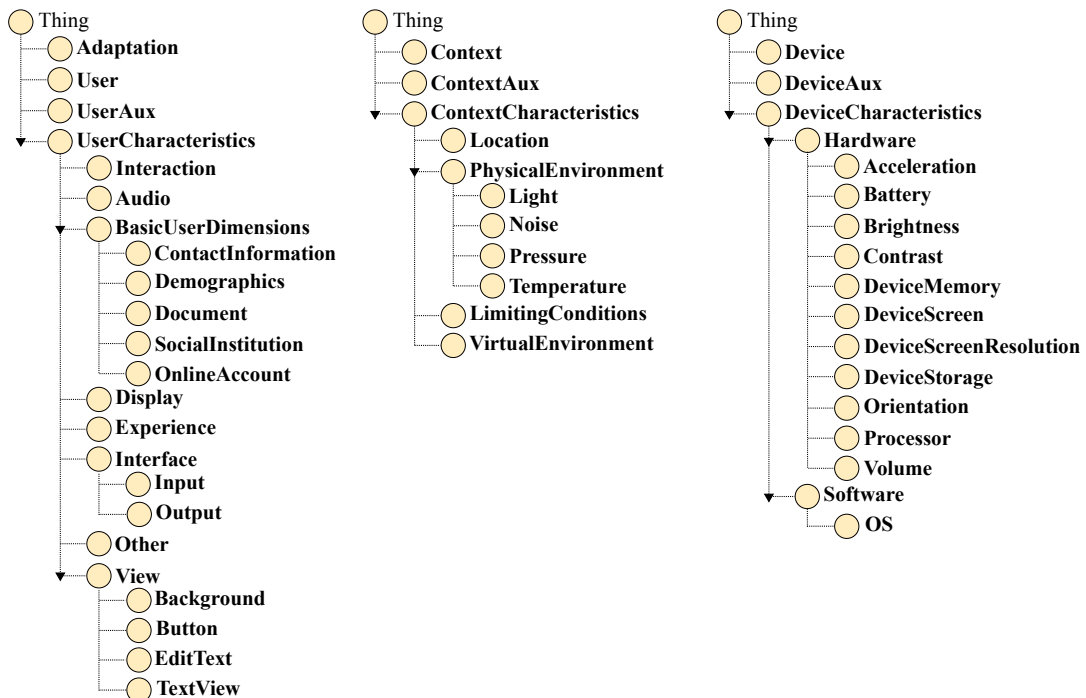 Thing
Adaptation
User
UserAux
UserCharacteristics
Interaction
Audio
BasicUserDimensions
ContactInformation
Demographics
Document
SocialInstitution
OnlineAccount
Display
Experience
Interface
Input
Output
Other
View
Background
Button
EditText
TextView
Thing
Context
ContextAux
ContextCharacteristics
Location
PhysicalEnvironment
Light
Noise
Pressure
Temperature
LimitingConditions
VirtualEnvironment
Thing
Device
DeviceAux
DeviceCharacteristics
Hardware
Acceleration
Battery
Brightness
Contrast
DeviceMemory
DeviceScreen
DeviceScreenResolution
DeviceStorage
Orientation
Processor
Volume
Software
OS